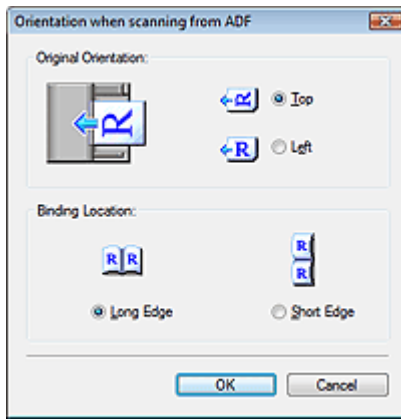 Orientation when scanning from ADF
Original Orientation:
R
R Top
R Left
Binding Location:
R R
R
R
Long Edge
Short Edge
OK
Cancel